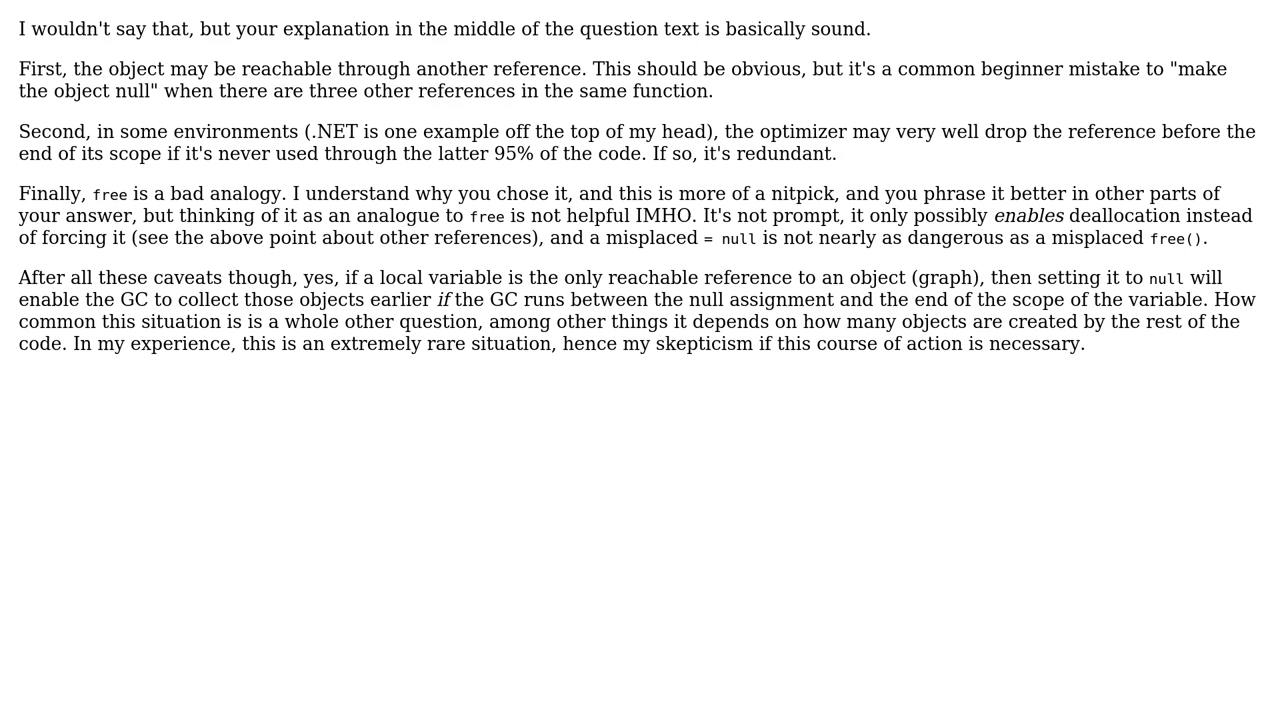 I wouldn't say that, but your explanation in the middle of the question text is basically sound.
First, the object may be reachable through another reference. This should be obvious, but it's a common beginner mistake to "make
the object null" when there are three other references in the same function.
Second, in some environments (.NET is one example off the top of my head), the optimizer may very well drop the reference before the
end of its scope if it's never used through the latter 95% of the code. If so, it's redundant.
Finally, free is a bad analogy. I understand why you chose it, and this is more of a nitpick, and you phrase it better in other parts of
your answer, but thinking of it as an analogue to free is not helpful IMHO. It's not prompt, it only possibly enables deallocation instead
of forcing it (see the above point about other references), and a misplaced = null is not nearly as dangerous as a misplaced free().
After all these caveats though, yes, if a local variable is the only reachable reference to an object (graph), then setting it to null will
enable the GC to collect those objects earlier if the GC runs between the null assignment and the end of the scope of the variable. How
common this situation is is a whole other question, among other things it depends on how many objects are created by the rest of the
code. In my experience, this is an extremely rare situation, hence my skepticism if this course of action is necessary.